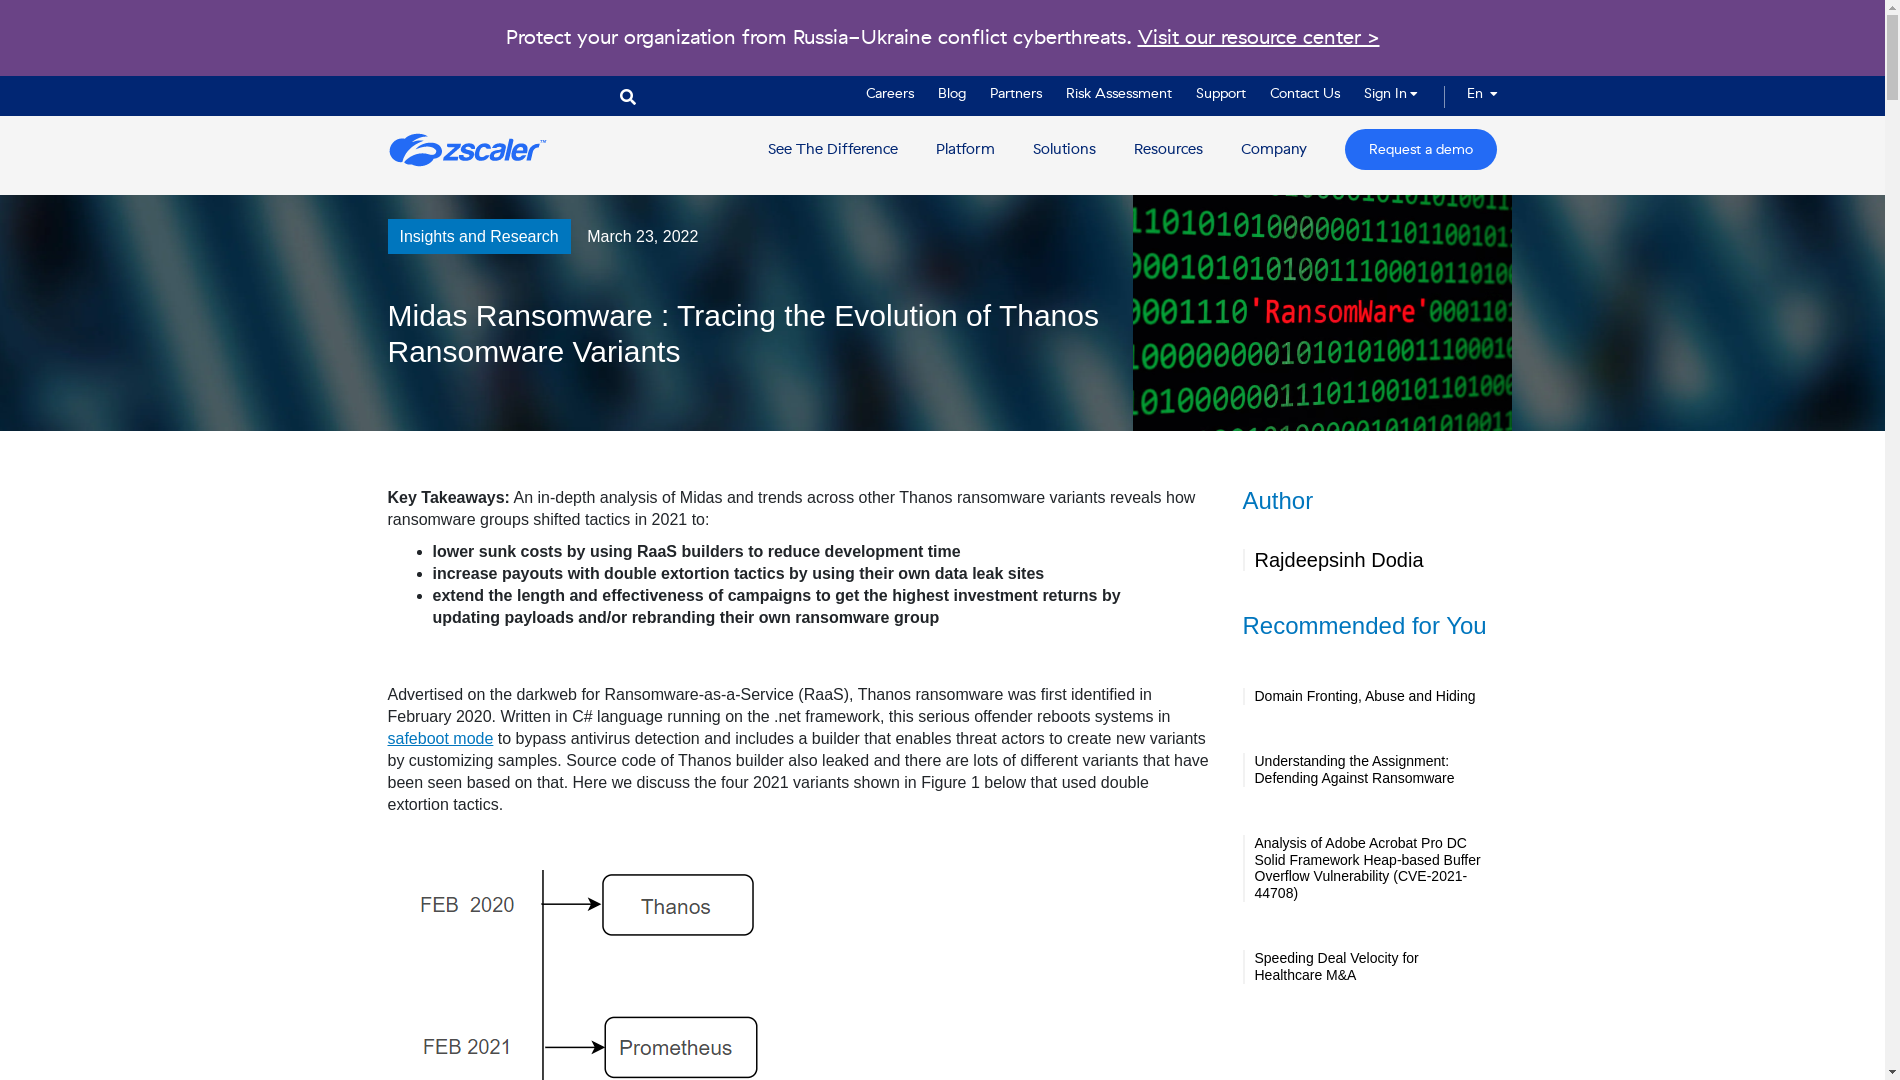 Protect your organization from Russia-Ukraine conflict cyberthreats. Visit our resource center >
Careers Blog Partners Risk Assessment Support Contact Us Sign In En
zscaler™ See The Difference Platform Solutions Resources Company Request a demo
Insights and Research March 23, 2022
Midas Ransomware : Tracing the Evolution of Thanos
Ransomware Variants
'RansomWare'
Key Takeaways: An in-depth analysis of Midas and trends across other Thanos ransomware variants reveals how
ransomware groups shifted tactics in 2021 to:
• lower sunk costs by using RaaS builders to reduce development time
• increase payouts with double extortion tactics by using their own data leak sites
• extend the length and effectiveness of campaigns to get the highest investment returns by
updating payloads and/or rebranding their own ransomware group
Advertised on the darkweb for Ransomware-as-a-Service (RaaS), Thanos ransomware was first identified in
February 2020. Written in C# language running on the .net framework, this serious offender reboots systems in
safeboot mode to bypass antivirus detection and includes a builder that enables threat actors to create new variants
by customizing samples. Source code of Thanos builder also leaked and there are lots of different variants that have
been seen based on that. Here we discuss the four 2021 variants shown in Figure 1 below that used double
extortion tactics.
FEB 2020 Thanos
FEB 2021 Prometheus
Author
Rajdeepsinh Dodia
Recommended for You
Domain Fronting, Abuse and Hiding
Understanding the Assignment:
Defending Against Ransomware
Analysis of Adobe Acrobat Pro DC
Solid Framework Heap-based Buffer
Overflow Vulnerability (CVE-2021-
44708)
Speeding Deal Velocity for
Healthcare M&A